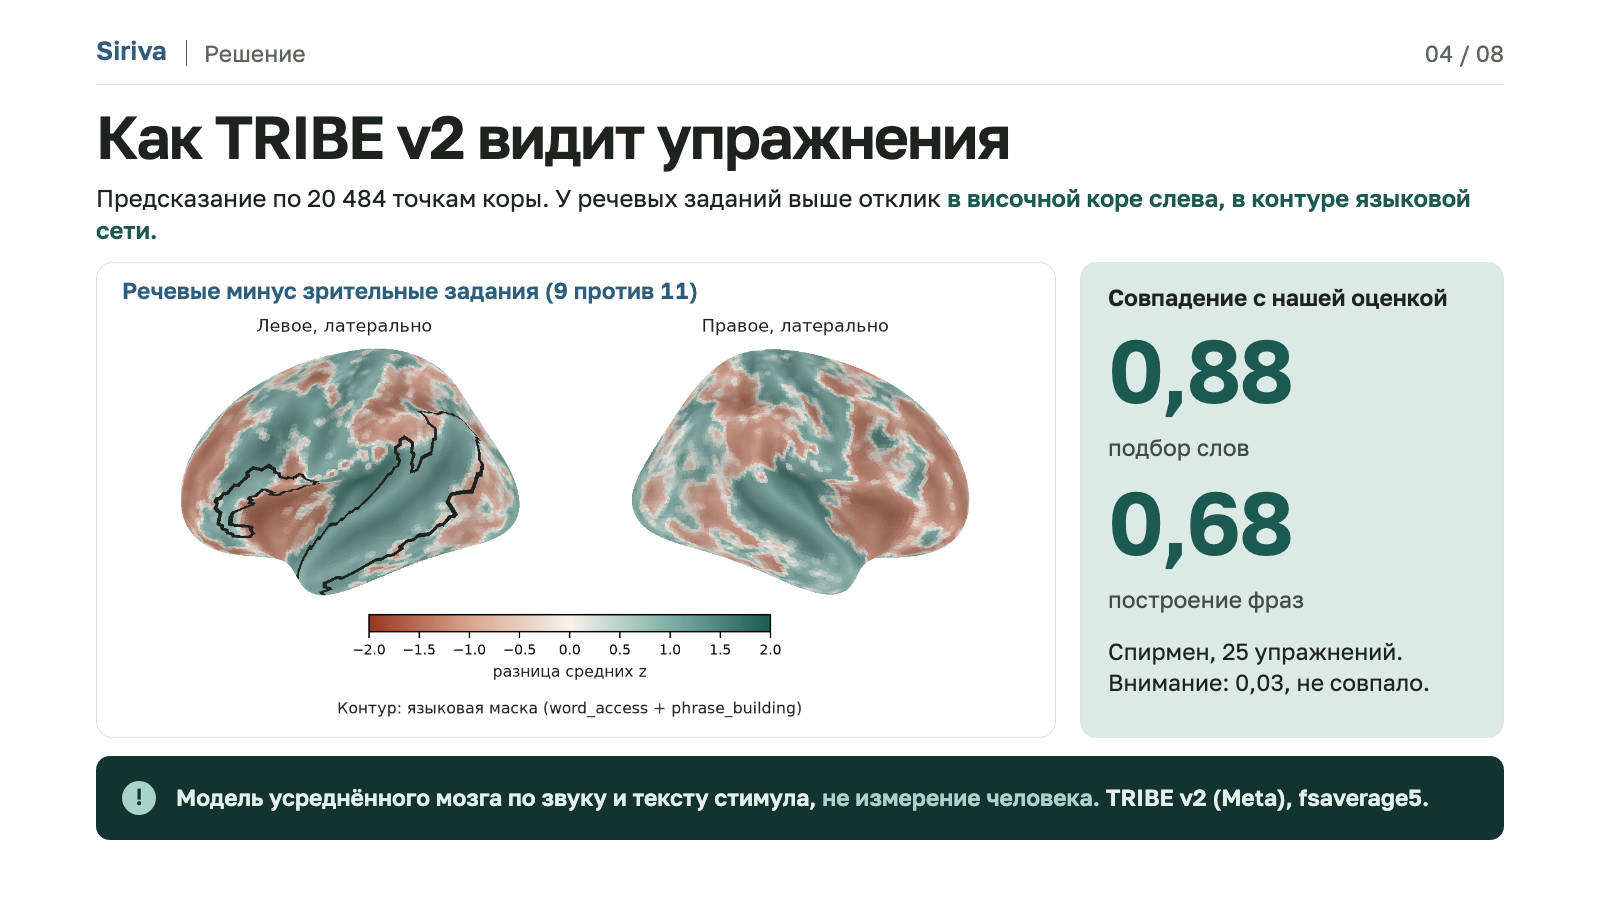 Siriva
Решение
04 / 08
Как TRIBE v2 видит упражнения
Предсказание по 20 484 точкам коры. У речевых заданий выше отклик в височной коре слева, в контуре языковой
сети.
Речевые минус зрительные задания (9 против 11)
Левое, латерально
Правое, латерально
−2.0 −1.5 −1.0 −0.5 0.0 0.5 1.0 1.5 2.0
разница средних z
Контур: языковая маска (word_access + phrase_building)
Совпадение с нашей оценкой
0,88
подбор слов
0,68
построение фраз
Спирмен, 25 упражнений.
Внимание: 0,03, не совпало.
! Модель усреднённого мозга по звуку и тексту стимула, не измерение человека. TRIBE v2 (Meta), fsaverage5.